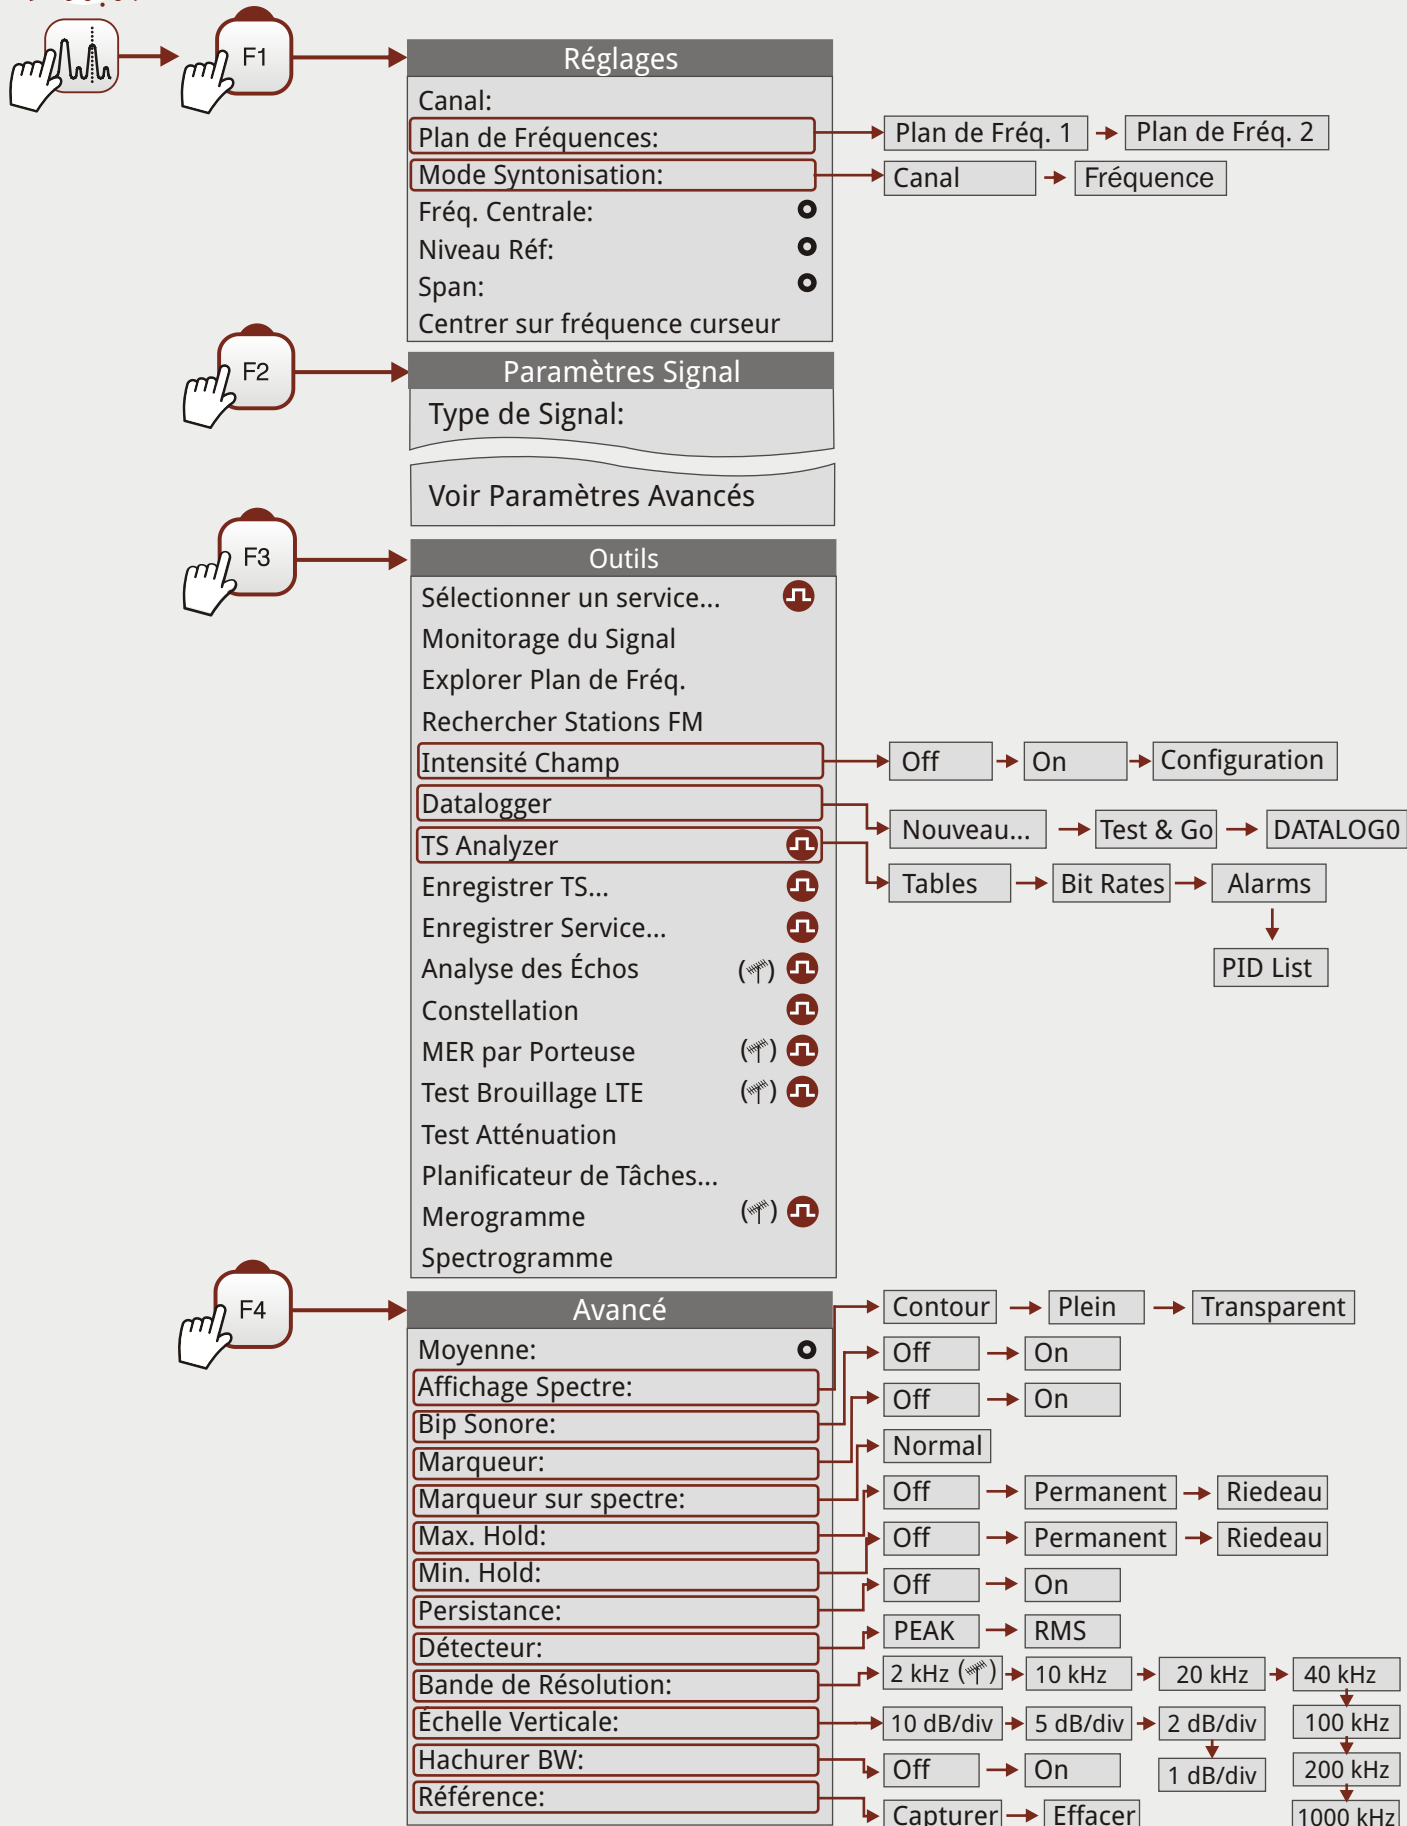 F1
Réglages
Canal:
Plan de Fréquences:
Plan de Fréq. 1
Plan de Fréq. 2
Mode Syntonisation:
Canal
Fréquence
Fréq. Centrale:
Niveau Réf:
Span:
Centrer sur fréquence curseur
F2
Paramètres Signal
Type de Signal:
Voir Paramètres Avancés
F3
Outils
Sélectionner un service...
Monitorage du Signal
Explorer Plan de Fréq.
Rechercher Stations FM
Intensité Champ
Off
On
Configuration
Datalogger
Nouveau...
Test & Go
DATALOG0
TS Analyzer
Tables
Bit Rates
Alarms
PID List
Enregistrer TS...
Enregistrer Service...
Analyse des Échos
Constellation
MER par Porteuse
Test Brouillage LTE
Test Atténuation
Planificateur de Tâches...
Merogramme
Spectrogramme
F4
Avancé
Moyenne:
Affichage Spectre:
Contour
Plein
Transparent
Bip Sonore:
Off
On
Marqueur:
Off
On
Marqueur sur spectre:
Normal
Max. Hold:
Off
Permanent
Riedeau
Min. Hold:
Off
Permanent
Riedeau
Persistance:
Off
On
Détecteur:
PEAK
RMS
Bande de Résolution:
2 kHz
10 kHz
20 kHz
40 kHz
100 kHz
200 kHz
1000 kHz
Échelle Verticale:
10 dB/div
5 dB/div
2 dB/div
1 dB/div
Hachurer BW:
Off
On
Référence:
Capturer
Effacer